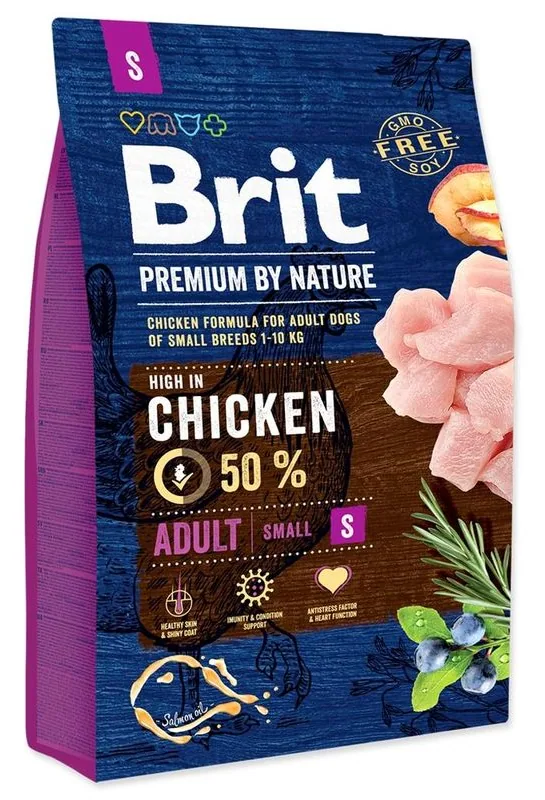 S
GMO
FREE
SOY
Brit
PREMIUM BY NATURE
CHICKEN FORMULA FOR ADULT DOGS
OF SMALL BREEDS 1-10 KG
HIGH IN
CHICKEN
50 %
ADULT | SMALL S
HEALTHY SKIN
& SHINY COAT
IMUNITY & CONDITION
SUPPORT
ANTISTRESS FACTOR
& HEART FUNCTION
Salmon oil